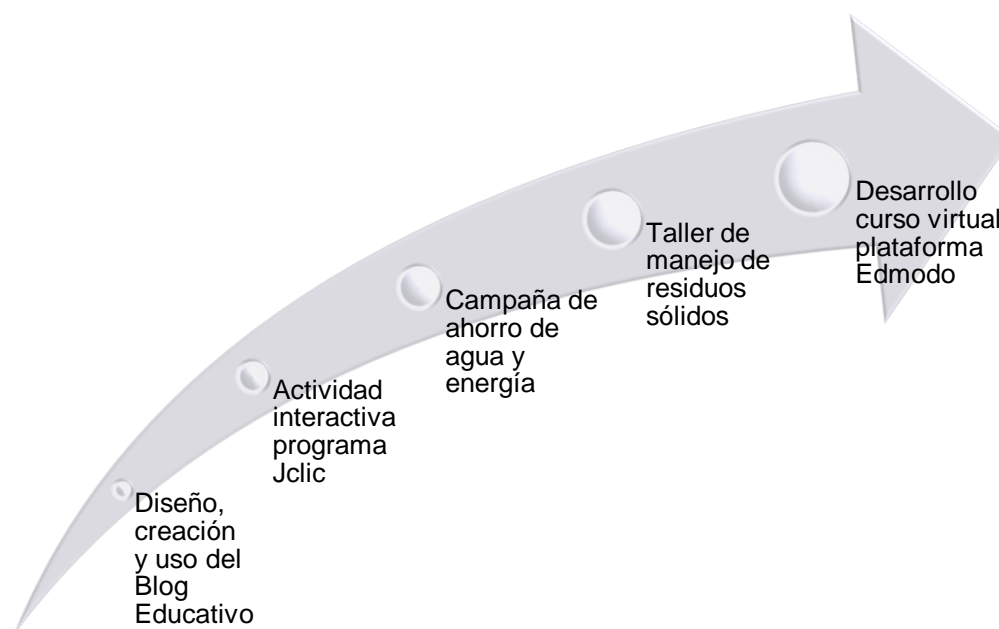 Diseño,
creación
y uso del
Blog
Educativo
Actividad
interactiva
programa
Jclic
Campaña de
ahorro de
agua y
energía
Taller de
manejo de
residuos
sólidos
Desarrollo
curso virtual
plataforma
Edmodo